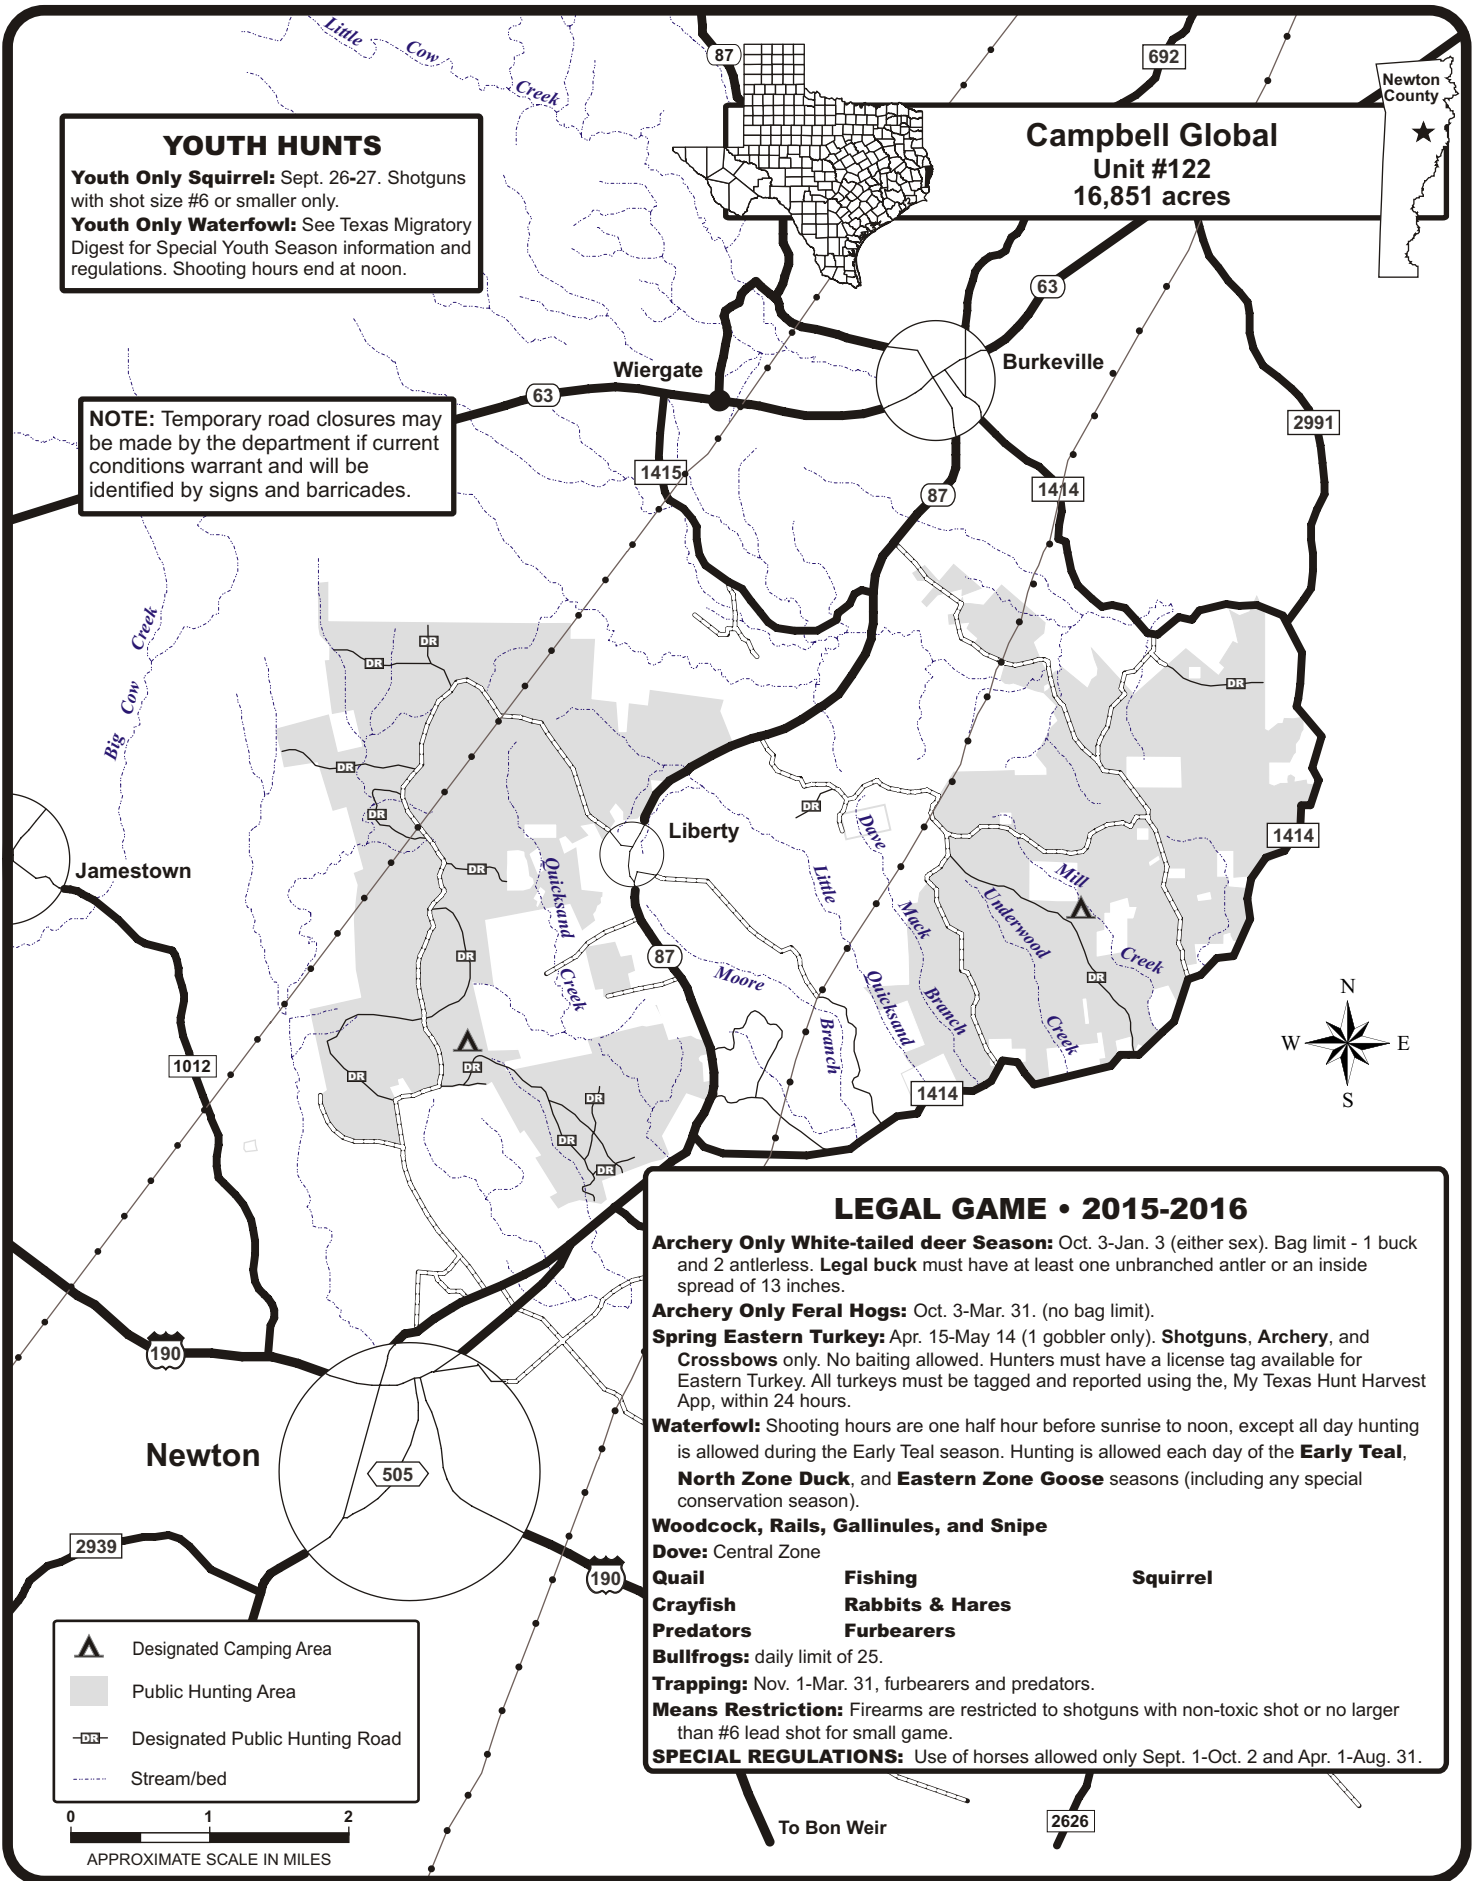 Little Cow Creek
87
692
Newton
County
Campbell Global
Unit #122
16,851 acres
YOUTH HUNTS
Youth Only Squirrel: Sept. 26-27. Shotguns
with shot size #6 or smaller only.
Youth Only Waterfowl: See Texas Migratory
Digest for Special Youth Season information and
regulations. Shooting hours end at noon.
63
Burkeville
Wiergate
63
2991
NOTE: Temporary road closures may
be made by the department if current
conditions warrant and will be
identified by signs and barricades.
1415
87
1414
Big Cow Creek
DR
DR
DR
DR
DR
DR
Liberty
Dave Mack Branch
1414
Jamestown
DR
Quicksand Creek
Little Quicksand
Mill Creek
Underwood Creek
DR
87
Moore Branch
DR
N
W E
S
1012
DR
DR
DR
1414
DR
DR
LEGAL GAME • 2015-2016
Archery Only White-tailed deer Season: Oct. 3-Jan. 3 (either sex). Bag limit - 1 buck
and 2 antlerless. Legal buck must have at least one unbranched antler or an inside
spread of 13 inches.
Archery Only Feral Hogs: Oct. 3-Mar. 31. (no bag limit).
Spring Eastern Turkey: Apr. 15-May 14 (1 gobbler only). Shotguns, Archery, and
Crossbows only. No baiting allowed. Hunters must have a license tag available for
Eastern Turkey. All turkeys must be tagged and reported using the, My Texas Hunt Harvest
App, within 24 hours.
Waterfowl: Shooting hours are one half hour before sunrise to noon, except all day hunting
is allowed during the Early Teal season. Hunting is allowed each day of the Early Teal,
North Zone Duck, and Eastern Zone Goose seasons (including any special
conservation season).
Woodcock, Rails, Gallinules, and Snipe
Dove: Central Zone
Quail Fishing Squirrel
Crayfish Rabbits & Hares
Predators Furbearers
Bullfrogs: daily limit of 25.
Trapping: Nov. 1-Mar. 31, furbearers and predators.
Means Restriction: Firearms are restricted to shotguns with non-toxic shot or no larger
than #6 lead shot for small game.
SPECIAL REGULATIONS: Use of horses allowed only Sept. 1-Oct. 2 and Apr. 1-Aug. 31.
190
Newton
505
2939
190
Designated Camping Area
Public Hunting Area
DR Designated Public Hunting Road
Stream/bed
0 1 2
APPROXIMATE SCALE IN MILES
To Bon Weir
2626